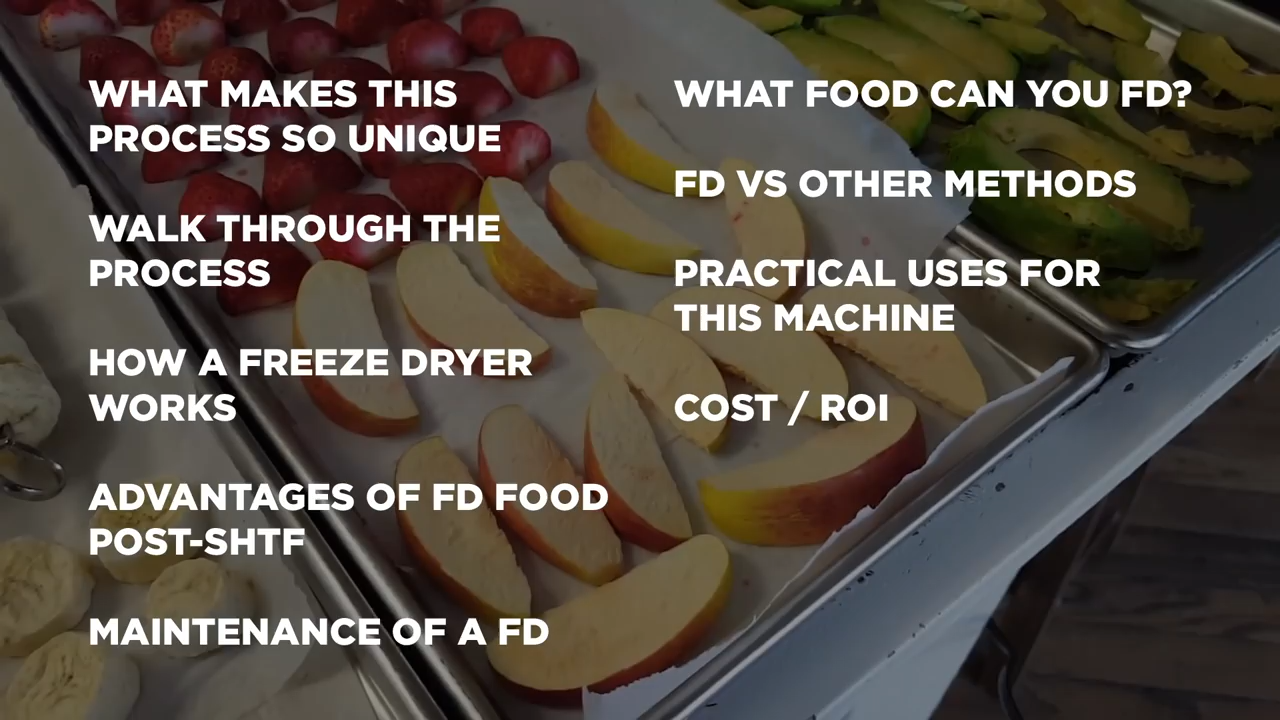 WHAT MAKES THIS
PROCESS SO UNIQUE
WALK THROUGH THE
PROCESS
HOW A FREEZE DRYER
WORKS
ADVANTAGES OF FD FOOD
POST-SHTF
MAINTENANCE OF A FD
WHAT FOOD CAN YOU FD?
FD VS OTHER METHODS
PRACTICAL USES FOR
THIS MACHINE
COST / ROI